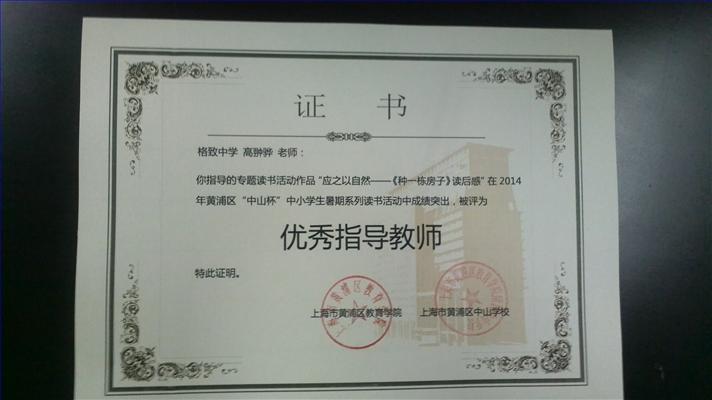 证 书
格致中学 高翀骅 老师：
你指导的专题读书活动作品“应之以自然——《种一栋房子》读后感”在 2014
年黄浦区“中山杯”中小学生暑期系列读书活动中成绩突出，被评为
优秀指导教师
特此证明。
上海市黄浦区教育学院 上海市黄浦区中山学校